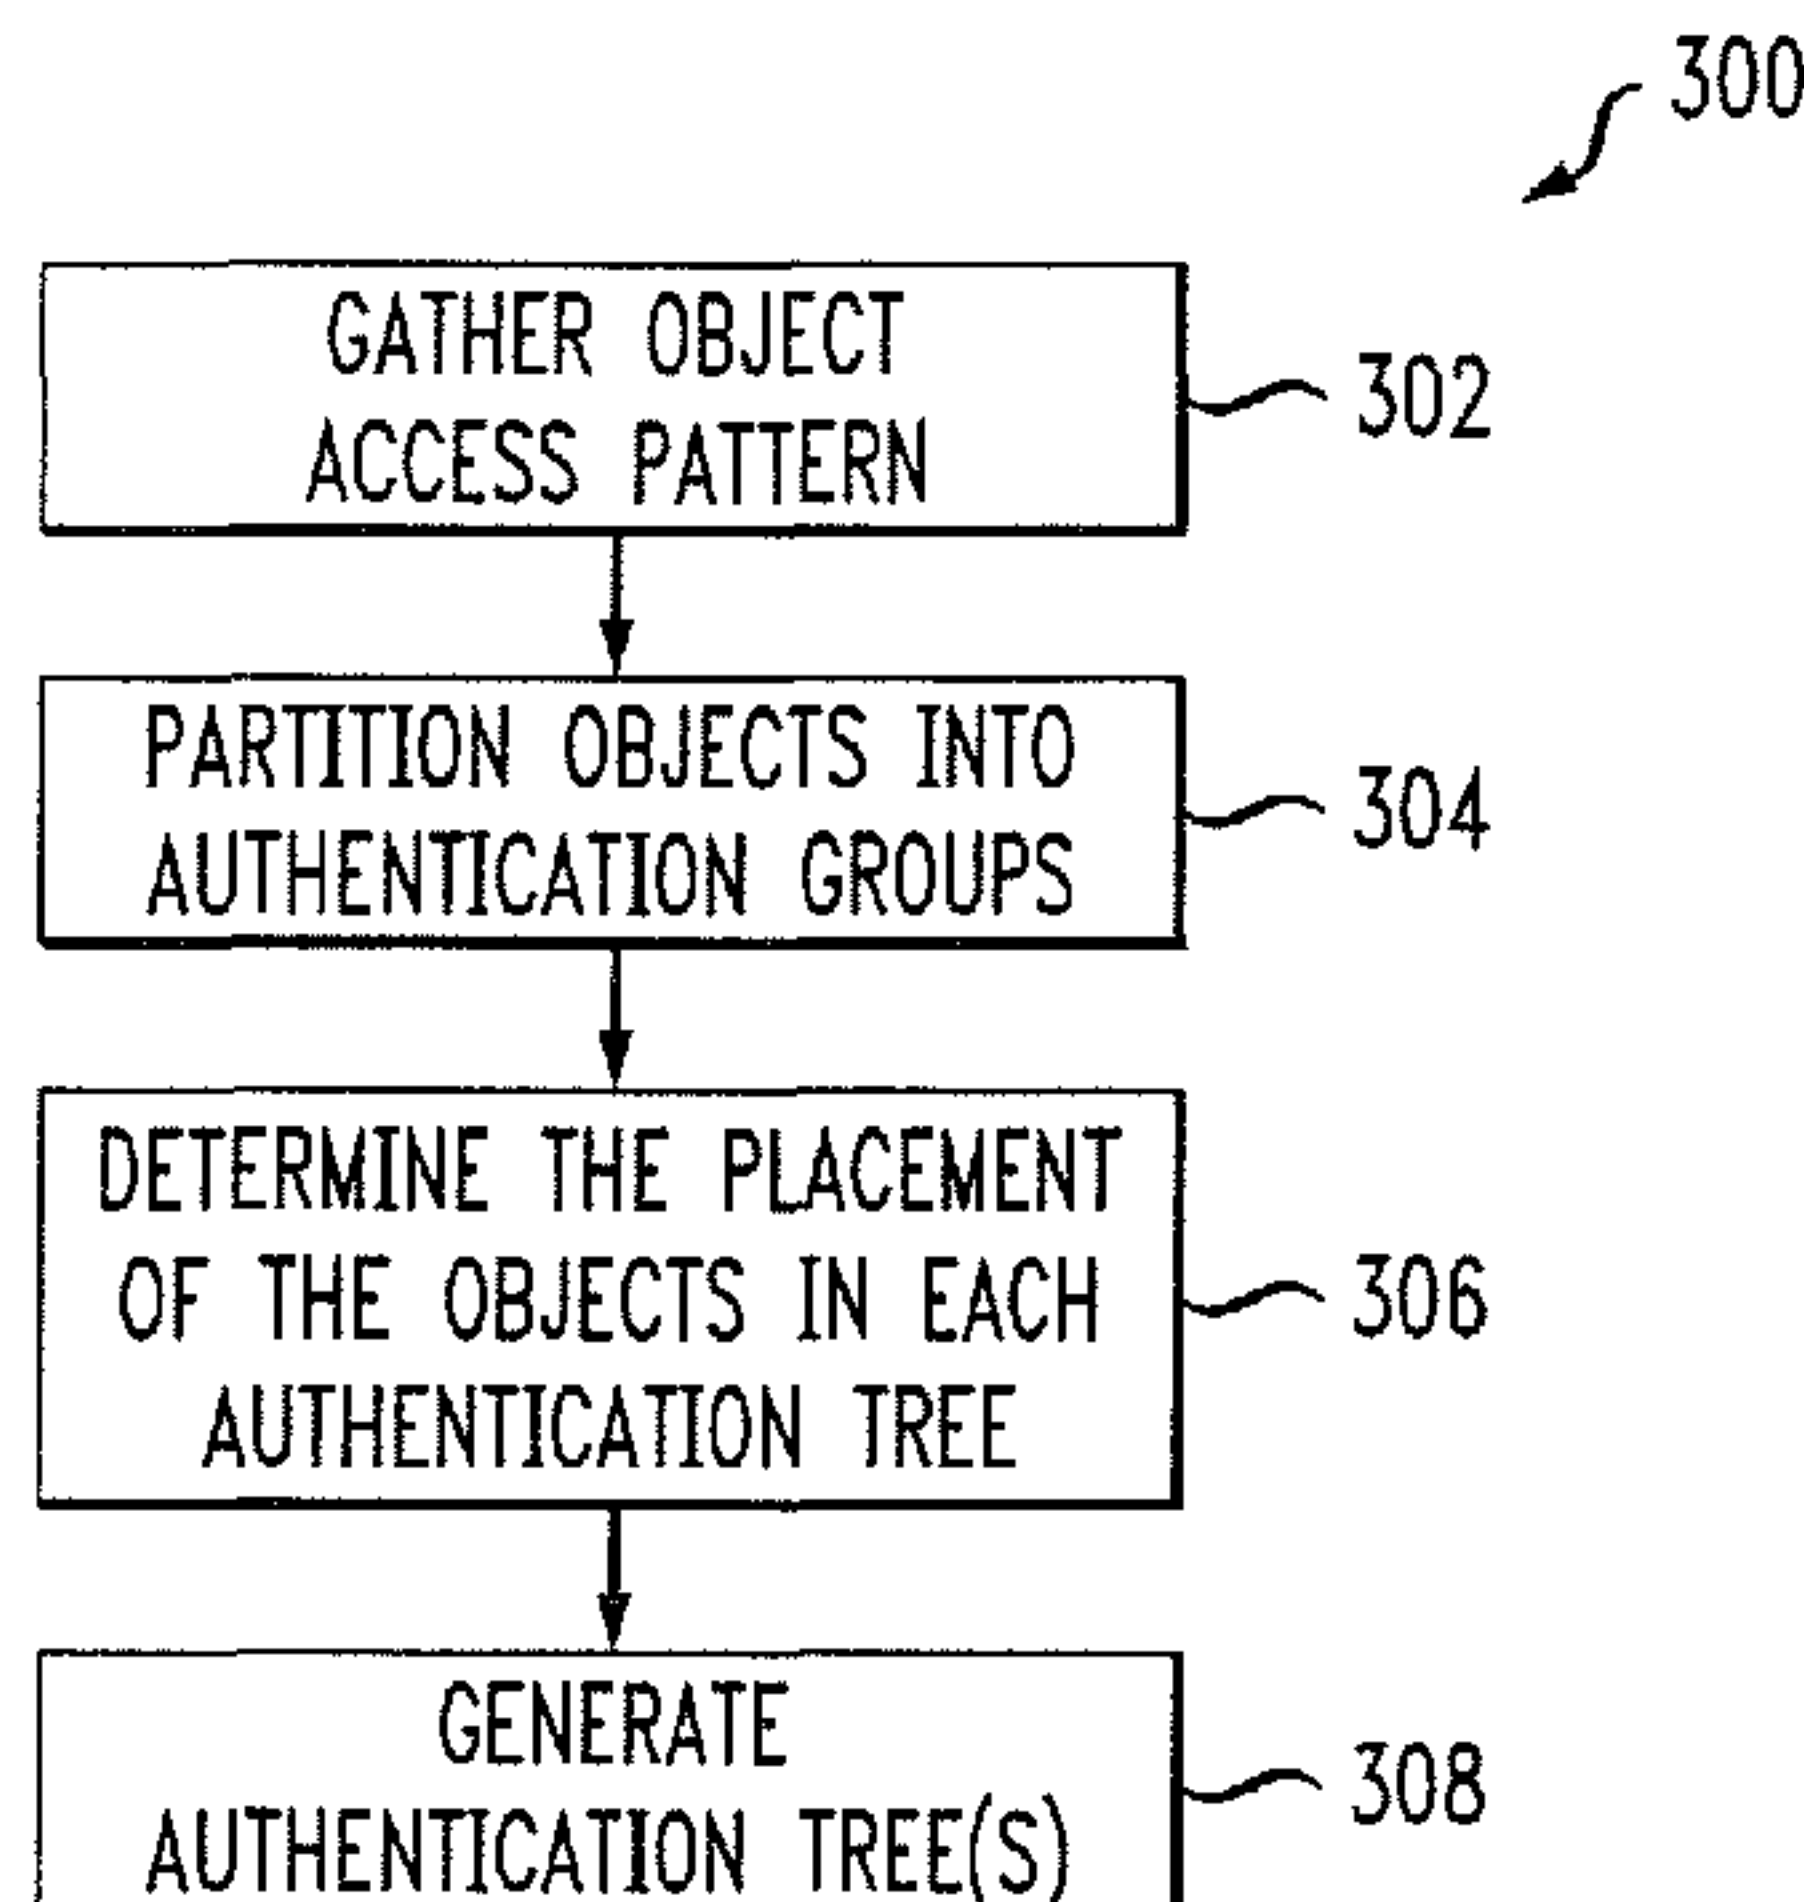 300
GATHER OBJECT
ACCESS PATTERN
302
PARTITION OBJECTS INTO
AUTHENTICATION GROUPS
304
DETERMINE THE PLACEMENT
OF THE OBJECTS IN EACH
AUTHENTICATION TREE
306
GENERATE
AUTHENTICATION TREE(S)
308